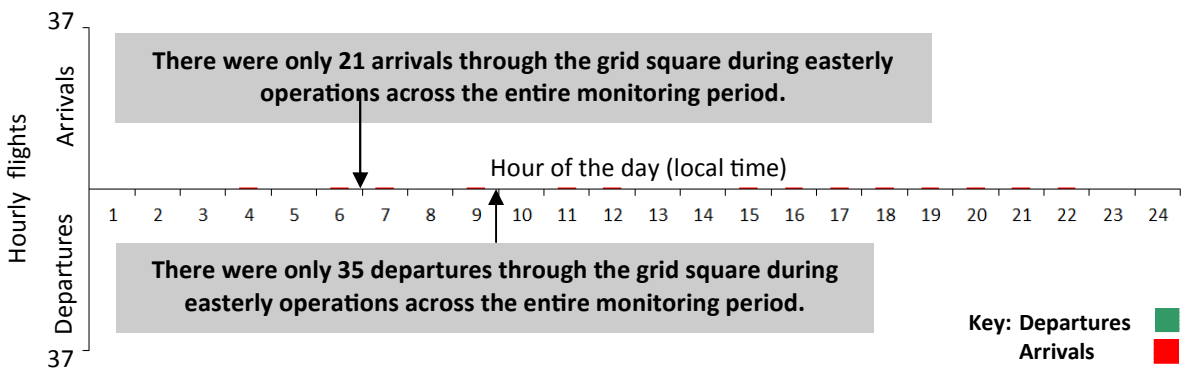 37
Hourly flights
Arrivals
There were only 21 arrivals through the grid square during easterly
operations across the entire monitoring period.
Hour of the day (local time)
1 2 3 4 5 6 7 8 9 10 11 12 13 14 15 16 17 18 19 20 21 22 23 24
Departures
There were only 35 departures through the grid square during
easterly operations across the entire monitoring period.
37
Key: Departures
Arrivals